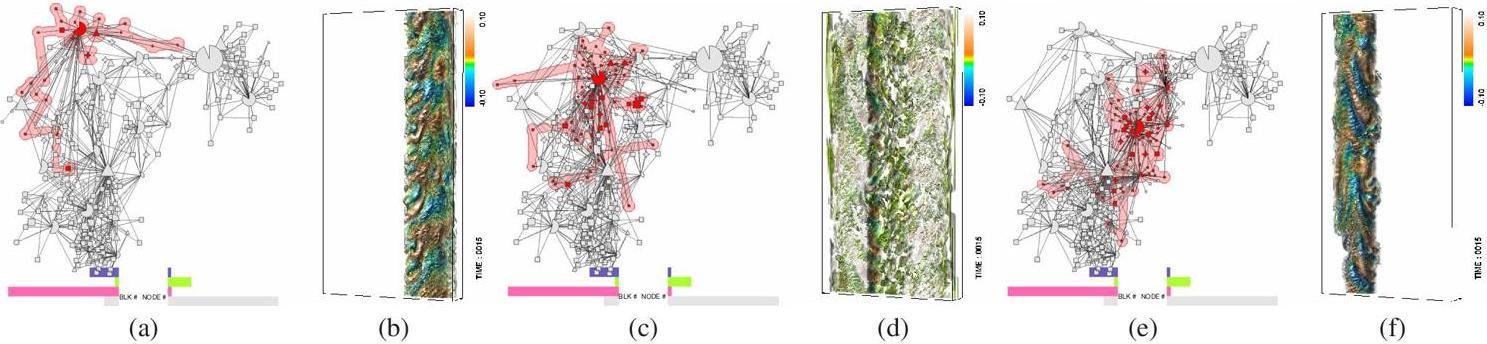 0.10
-0.10
TIME : 0015
0.10
-0.10
TIME : 0015
0.10
-0.10
TIME : 0015
BLK # NODE #
BLK # NODE #
BLK # NODE #
(a) (b) (c) (d) (e) (f)